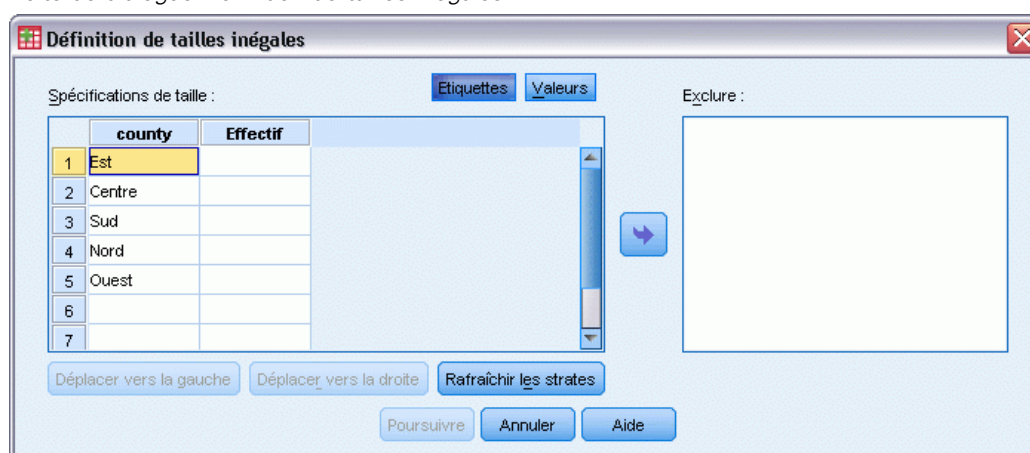 Définition de tailles inégales
Spécifications de taille :
Etiquettes Valeurs
Exclure :
county Effectif
1 Est
2 Centre
3 Sud
4 Nord
5 Ouest
6
7
Déplacer vers la gauche Déplacer vers la droite Rafraîchir les strates
Poursuivre Annuler Aide